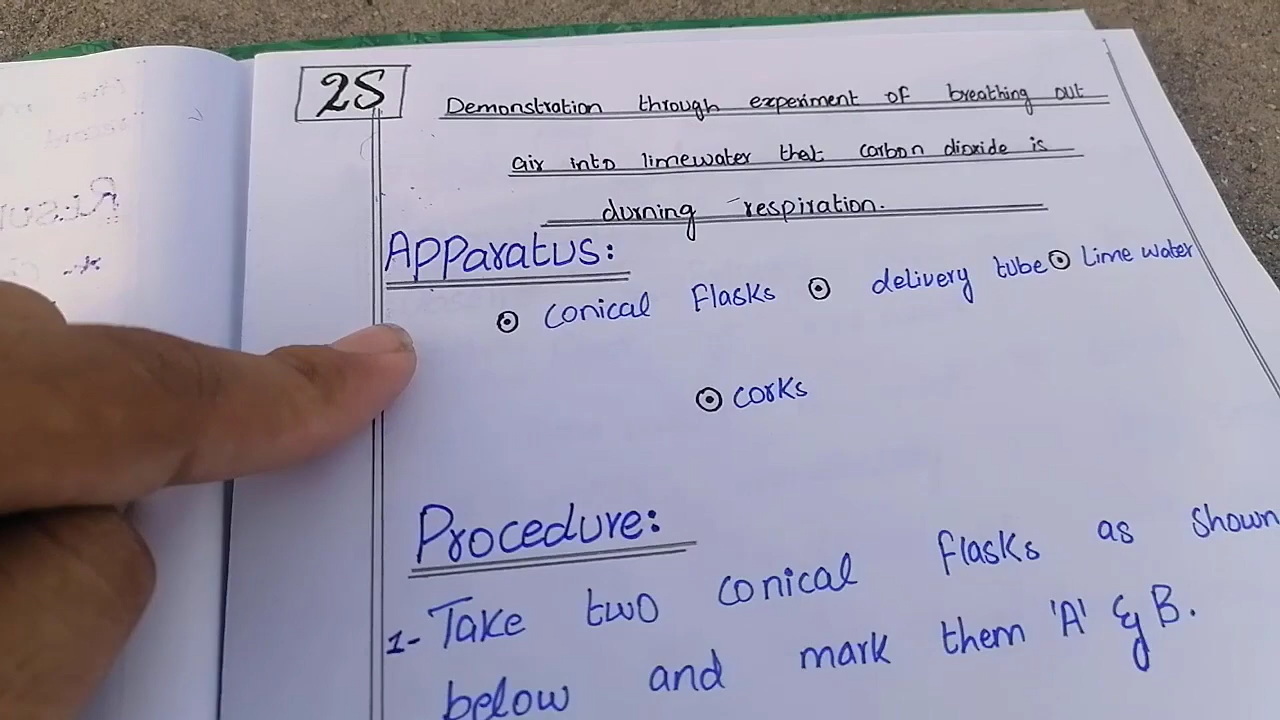 25
Demonstration through experiment of breathing out
air into limewater that carbon dioxide is
durning respiration.
Apparatus:
⊙ Conical Flasks ⊙ delivery tube ⊙ Lime water
⊙ corks
Procedure:
1- Take two conical flasks as shown
below and mark them 'A' & B.